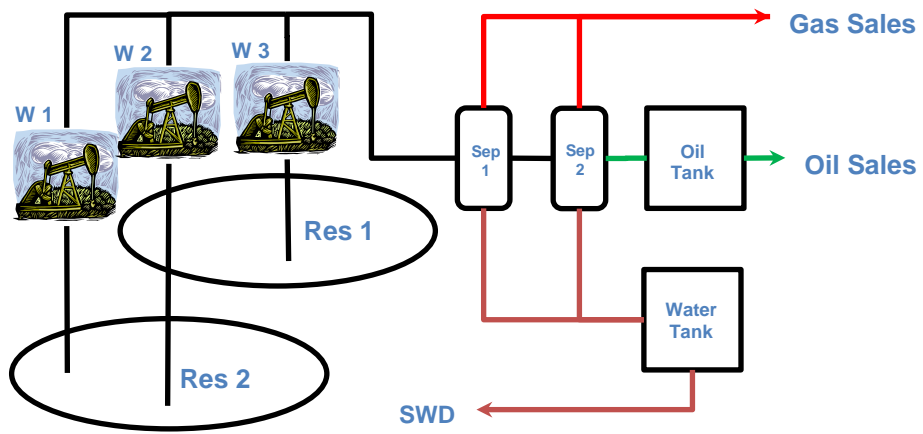 Gas Sales
W 2
W 3
W 1
Sep
1
Sep
2
Oil
Tank
Oil Sales
Res 1
Water
Tank
Res 2
SWD